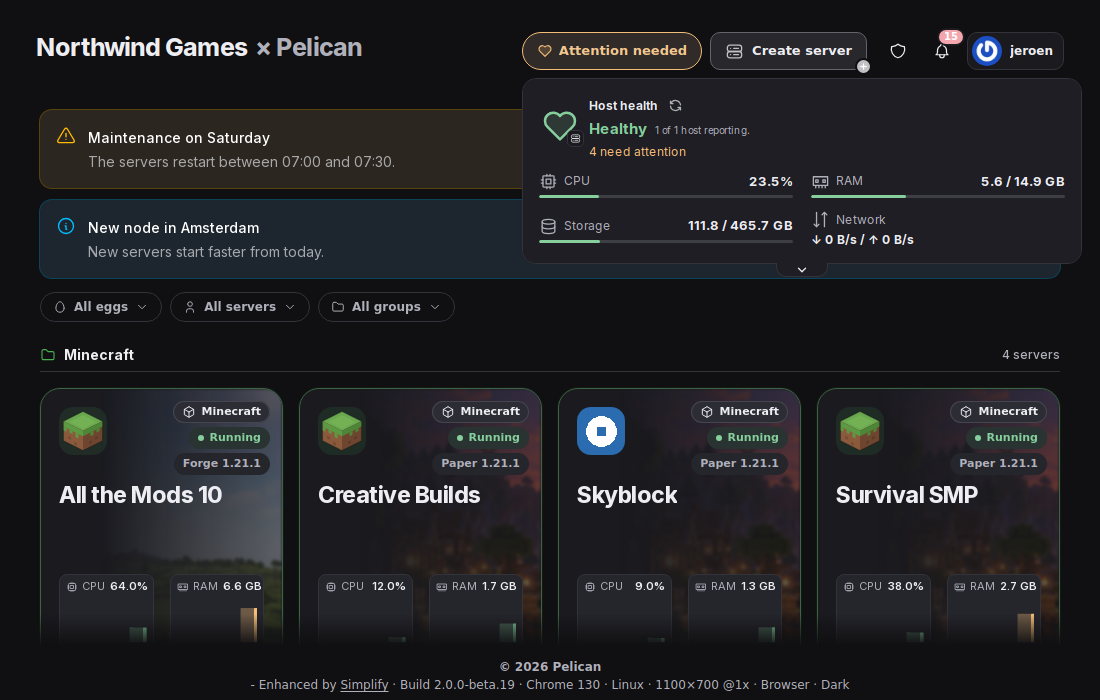 Northwind Games × Pelican
Attention needed
Create server
15
jeroen
Host health
Healthy 1 of 1 host reporting.
4 need attention
CPU 23.5%
RAM 5.6 / 14.9 GB
Storage 111.8 / 465.7 GB
Network
↓ 0 B/s / ↑ 0 B/s
Maintenance on Saturday
The servers restart between 07:00 and 07:30.
New node in Amsterdam
New servers start faster from today.
All eggs
All servers
All groups
Minecraft
4 servers
Minecraft
Running
Forge 1.21.1
All the Mods 10
CPU 64.0%
RAM 6.6 GB
Minecraft
Running
Paper 1.21.1
Creative Builds
CPU 12.0%
RAM 1.7 GB
Minecraft
Running
Paper 1.21.1
Skyblock
CPU 9.0%
RAM 1.3 GB
Minecraft
Running
Paper 1.21.1
Survival SMP
CPU 38.0%
RAM 2.7 GB
© 2026 Pelican
- Enhanced by Simplify · Build 2.0.0-beta.19 · Chrome 130 · Linux · 1100×700 @1x · Browser · Dark